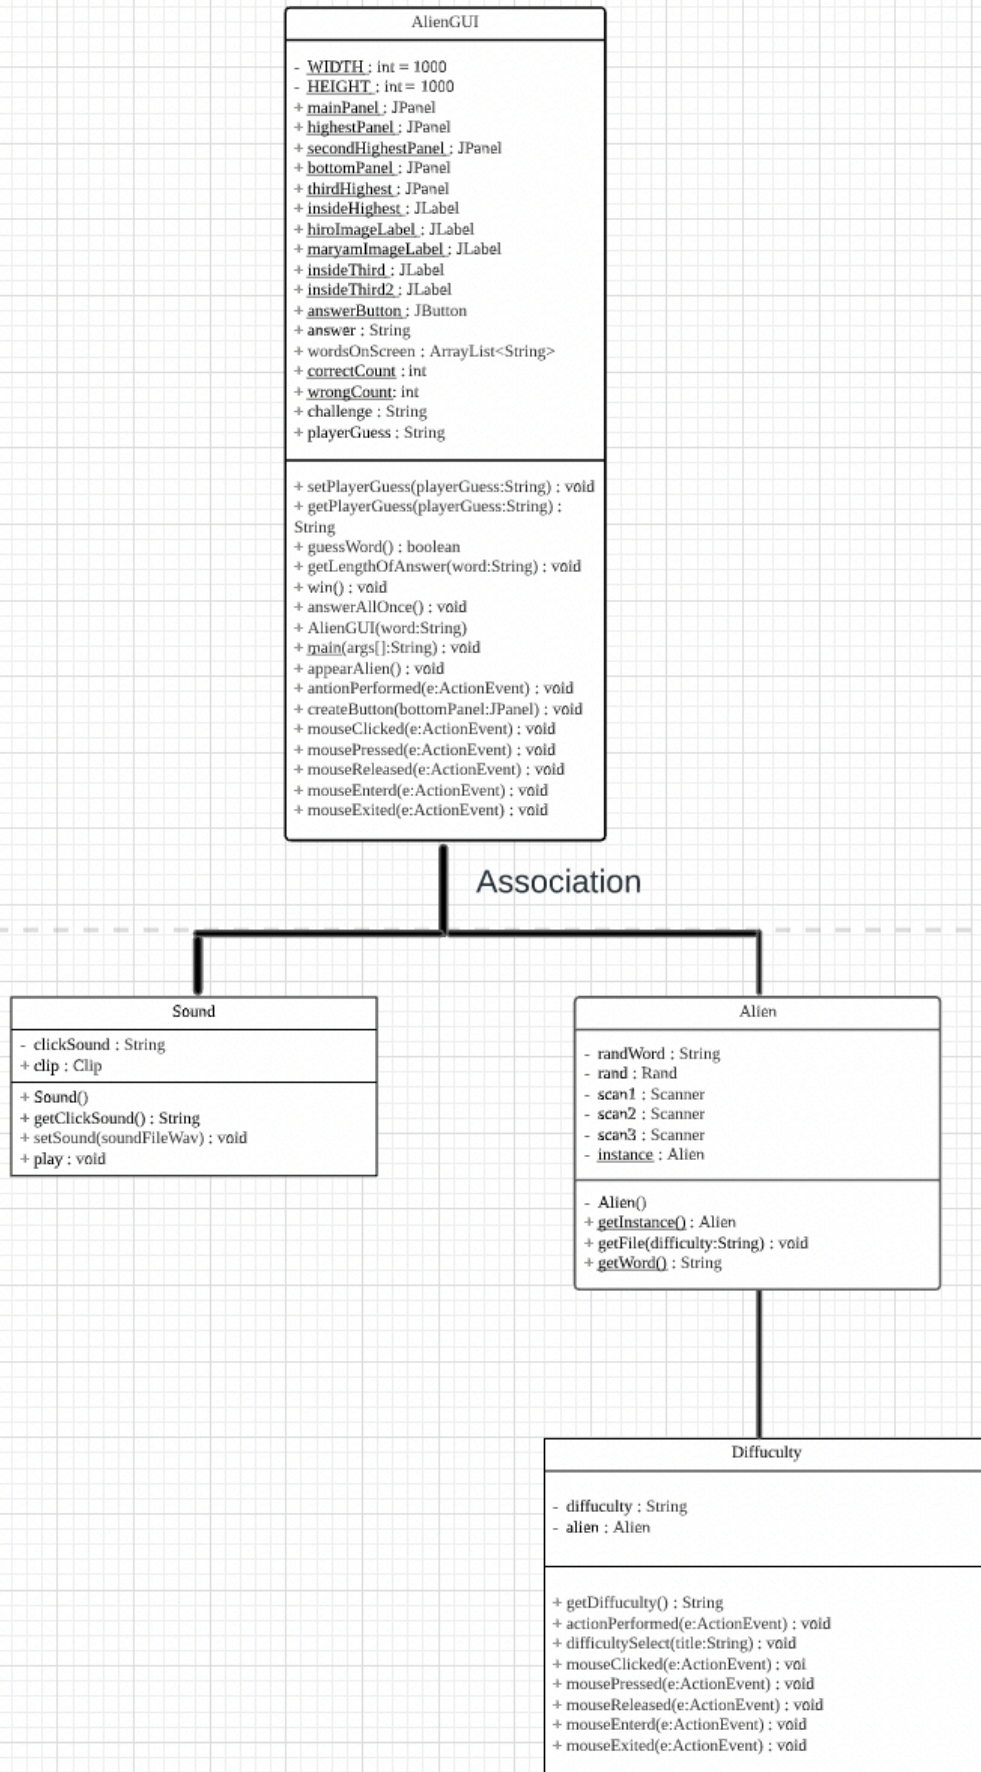 AlienGUI
- WIDTH : int = 1000
- HEIGHT : int = 1000
+ mainPanel : JPanel
+ highestPanel : JPanel
+ secondHighestPanel : JPanel
+ bottomPanel : JPanel
+ thirdHighest : JPanel
+ insideHighest : JLabel
+ hiroImageLabel : JLabel
+ maryamImageLabel : JLabel
+ insideThird : JLabel
+ insideThird2 : JLabel
+ answerButton : JButton
+ answer : String
+ wordsOnScreen : ArrayList<String>
+ correctCount : int
+ wrongCount: int
+ challenge : String
+ playerGuess : String
+ setPlayerGuess(playerGuess:String) : void
+ getPlayerGuess(playerGuess:String) :
String
+ guessWord() : boolean
+ getLengthOfAnswer(word:String) : void
+ win() : void
+ answerAllOnce() : void
+ AlienGUI(word:String)
+ main(args[]:String) : void
+ appearAlien() : void
+ antionPerformed(e:ActionEvent) : void
+ createButton(bottomPanel:JPanel) : void
+ mouseClicked(e:ActionEvent) : void
+ mousePressed(e:ActionEvent) : void
+ mouseReleased(e:ActionEvent) : void
+ mouseEnterd(e:ActionEvent) : void
+ mouseExited(e:ActionEvent) : void
Association
Sound
- clickSound : String
+ clip : Clip
+ Sound()
+ getClickSound() : String
+ setSound(soundFileWav) : void
+ play : void
Alien
- randWord : String
- rand : Rand
- scan1 : Scanner
- scan2 : Scanner
- scan3 : Scanner
- instance : Alien
- Alien()
+ getInstance() : Alien
+ getFile(difficulty:String) : void
+ getWord() : String
Diffuculty
- diffuculty : String
- alien : Alien
+ getDiffuculty() : String
+ actionPerformed(e:ActionEvent) : void
+ difficultySelect(title:String) : void
+ mouseClicked(e:ActionEvent) : voi
+ mousePressed(e:ActionEvent) : void
+ mouseReleased(e:ActionEvent) : void
+ mouseEnterd(e:ActionEvent) : void
+ mouseExited(e:ActionEvent) : void